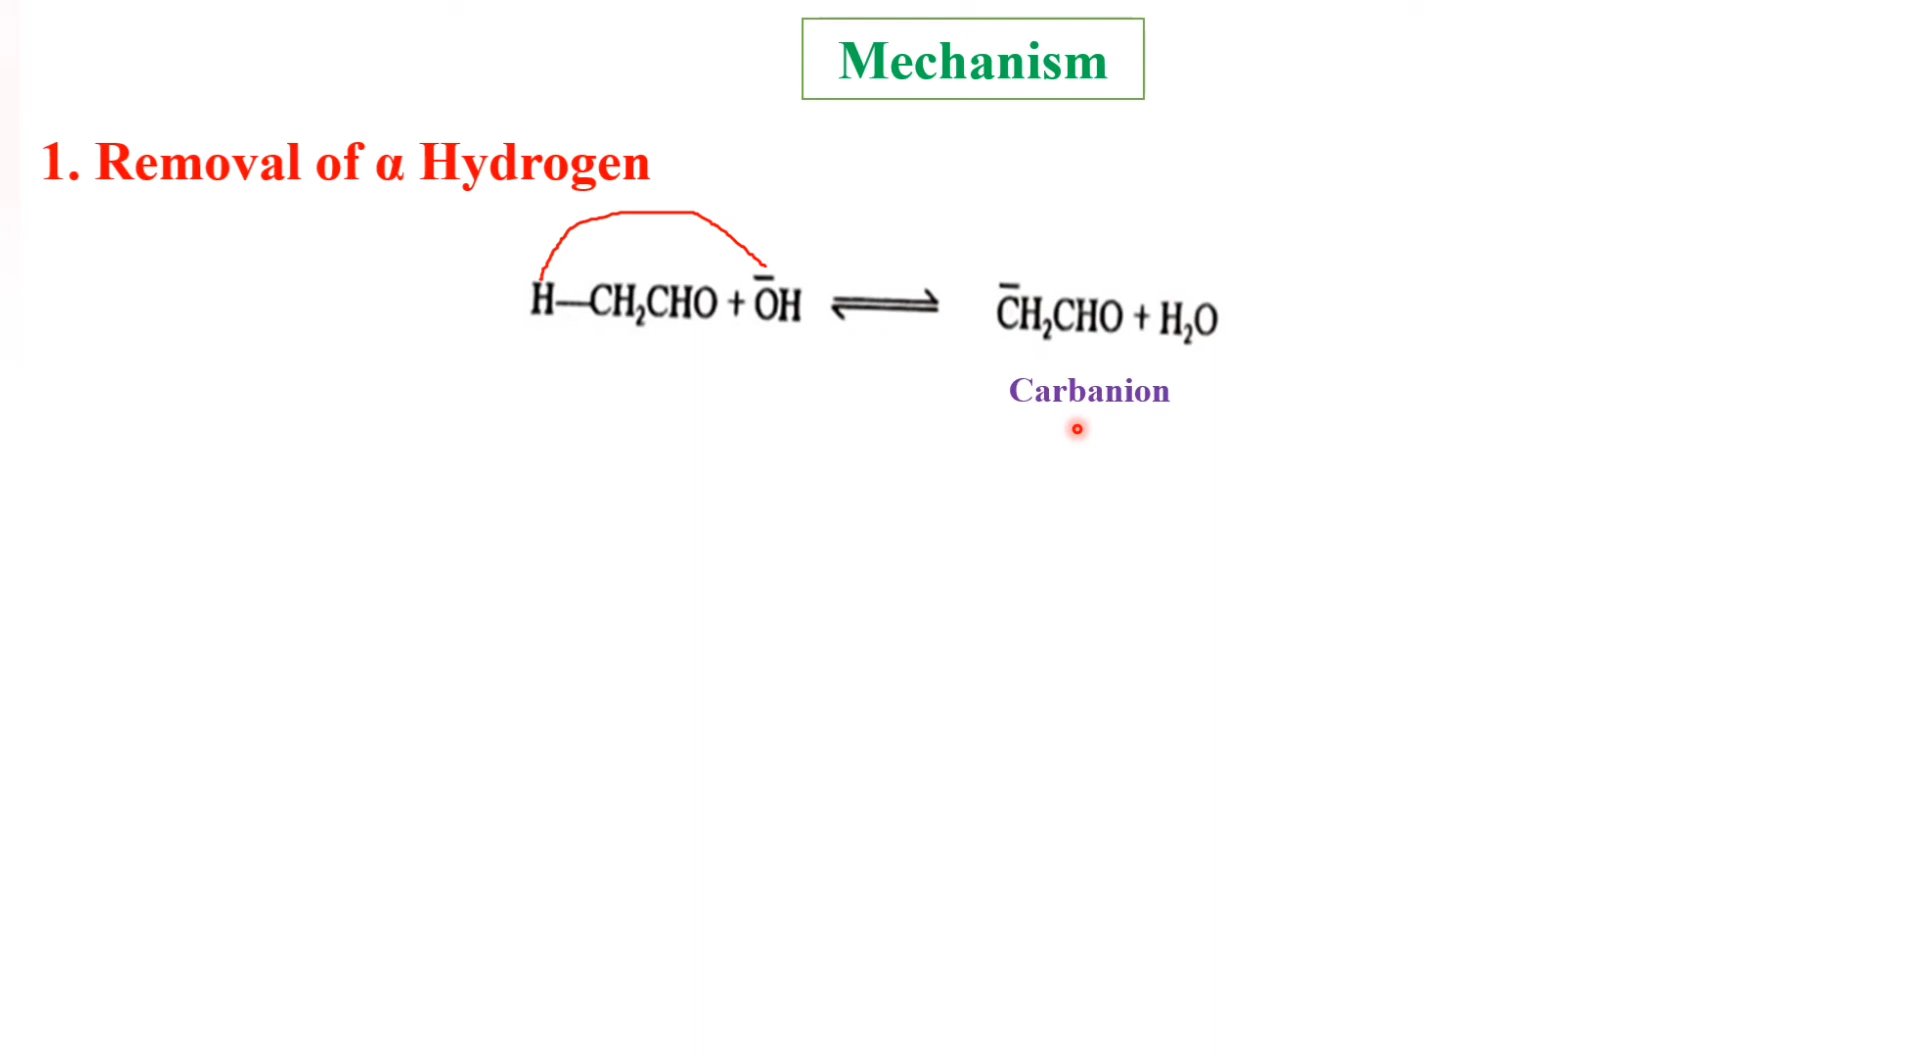 Mechanism
1. Removal of α Hydrogen
H—CH₂CHO + ŌH ⇌ C̄H₂CHO + H₂O
Carbanion